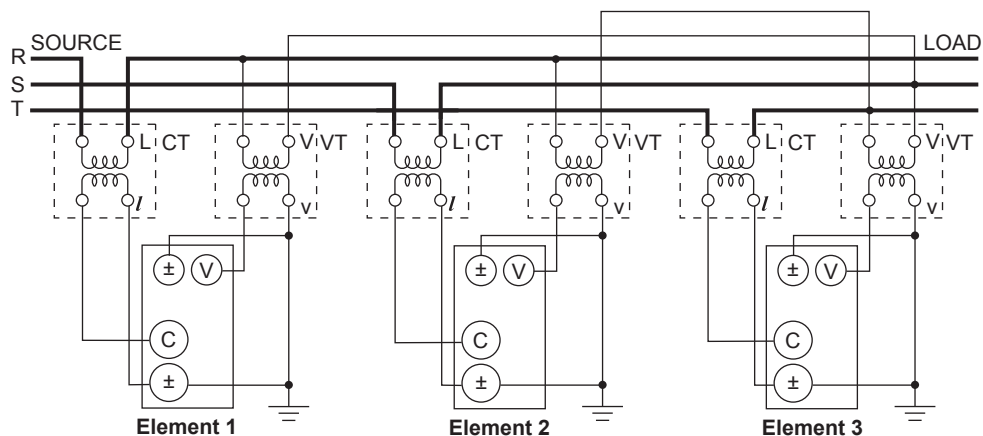 SOURCE LOAD
R
S
T
L CT V VT L CT V VT L CT V VT
l v l v l v
± V ± V ± V
C C C
± ± ±
Element 1 Element 2 Element 3